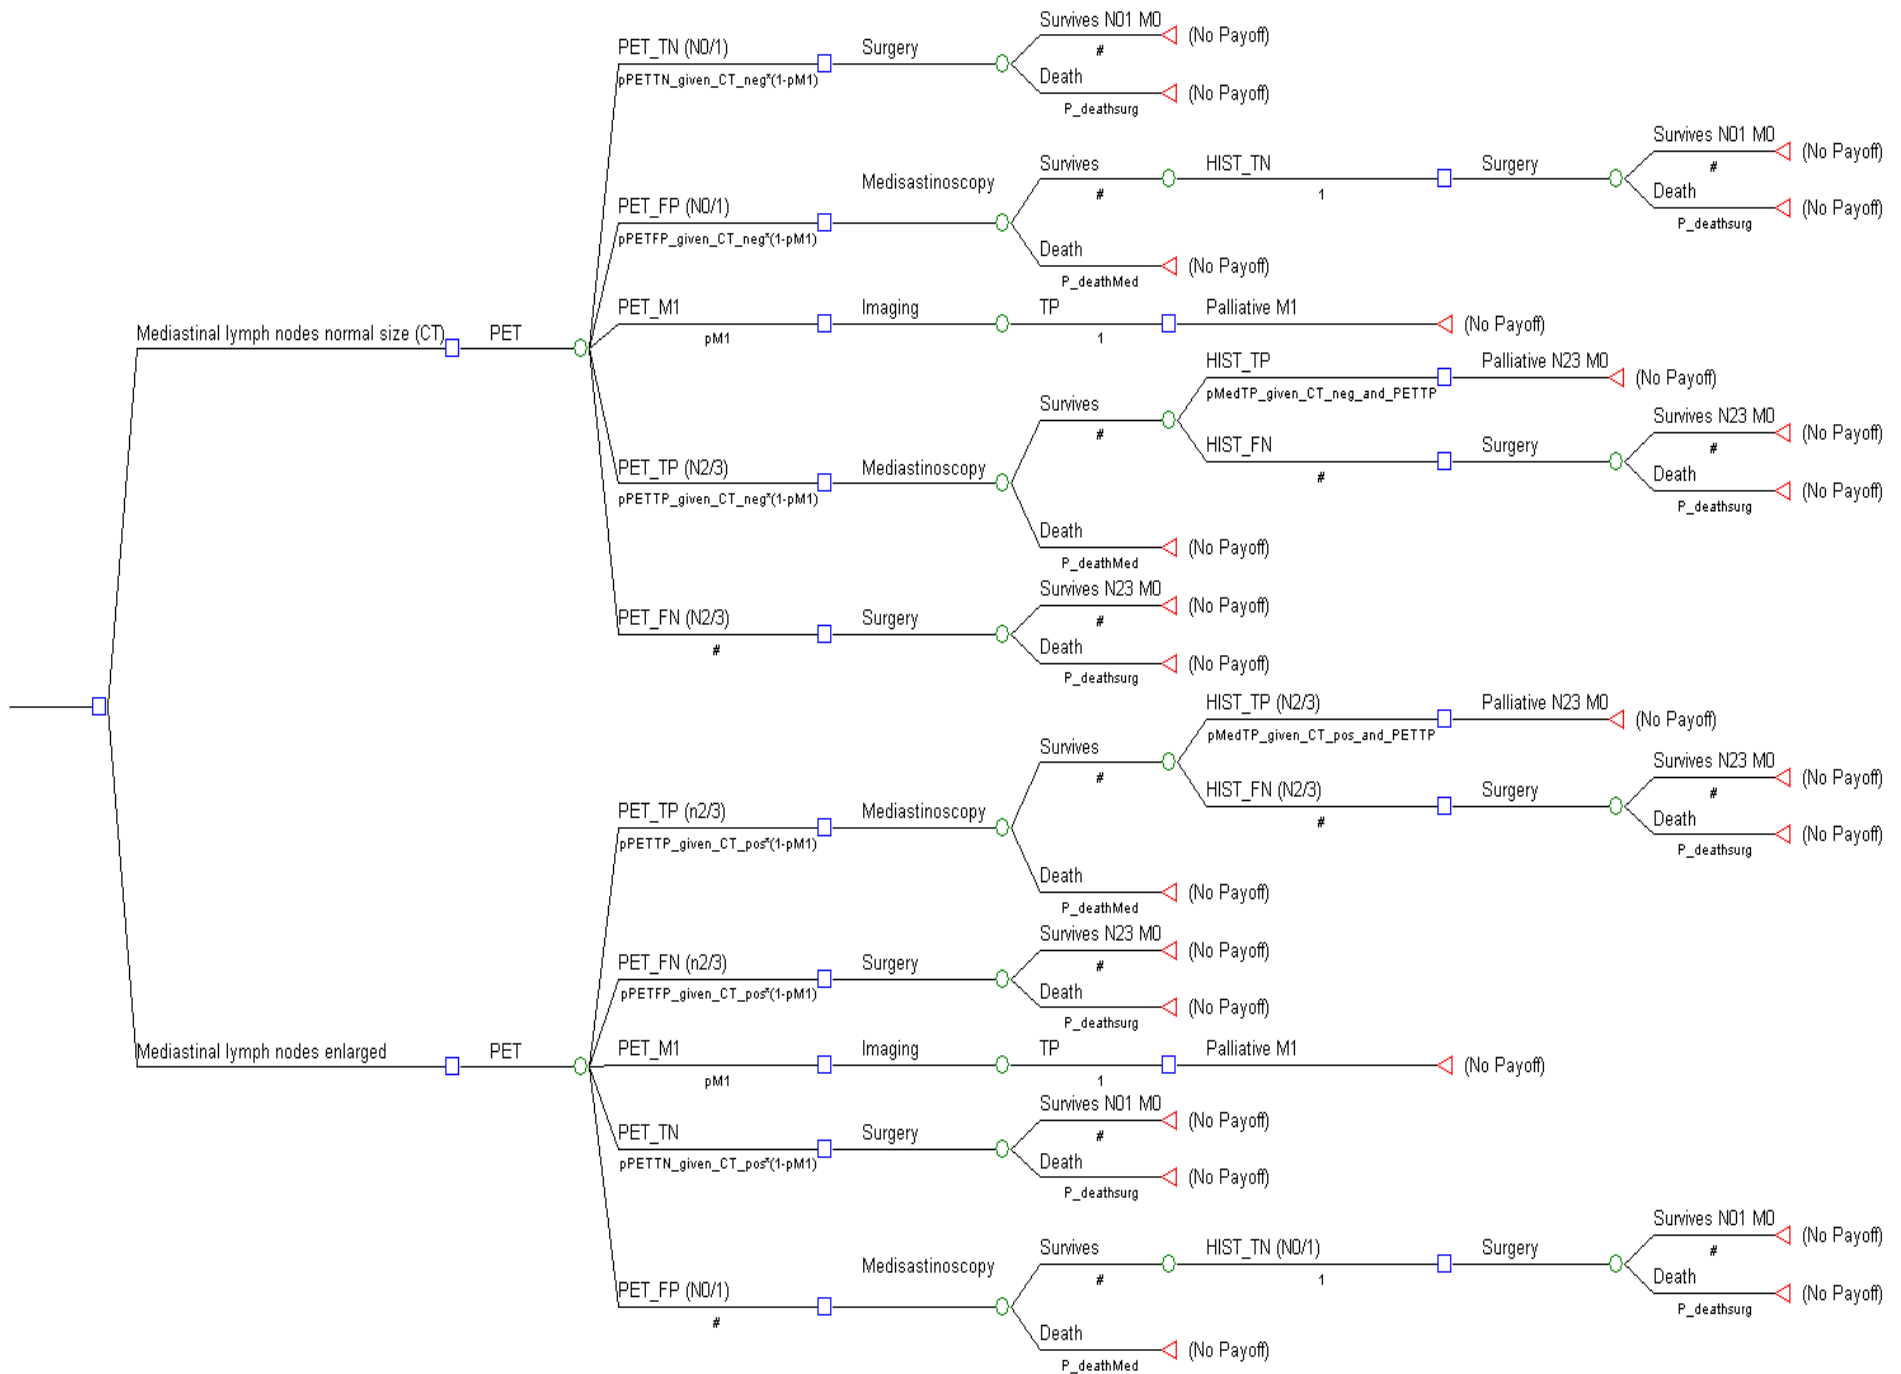 Survives N01 M0
(No Payoff)
#
PET_TN (N0/1)
Surgery
pPETTN_given_CT_neg*(1-pM1)
Death
(No Payoff)
P_deathsurg
Survives N01 M0
(No Payoff)
#
Survives
HIST_TN
Surgery
#
1
Medisastinoscopy
Death
(No Payoff)
P_deathsurg
PET_FP (N0/1)
pPETFP_given_CT_neg*(1-pM1)
Death
(No Payoff)
P_deathMed
PET_M1
Imaging
TP
Palliative M1
(No Payoff)
pM1
1
Mediastinal lymph nodes normal size (CT)
PET
HIST_TP
Palliative N23 M0
(No Payoff)
pMedTP_given_CT_neg_and_PETTP
Survives
#
Survives N23 M0
(No Payoff)
#
HIST_FN
Surgery
#
Death
(No Payoff)
P_deathsurg
PET_TP (N2/3)
Mediastinoscopy
pPETTP_given_CT_neg*(1-pM1)
Death
(No Payoff)
P_deathMed
Survives N23 M0
(No Payoff)
#
PET_FN (N2/3)
Surgery
#
Death
(No Payoff)
P_deathsurg
HIST_TP (N2/3)
Palliative N23 M0
(No Payoff)
pMedTP_given_CT_pos_and_PETTP
Survives
#
Survives N23 M0
(No Payoff)
#
HIST_FN (N2/3)
Surgery
#
Death
(No Payoff)
P_deathsurg
PET_TP (n2/3)
Mediastinoscopy
pPETTP_given_CT_pos*(1-pM1)
Death
(No Payoff)
P_deathMed
Survives N23 M0
(No Payoff)
#
PET_FN (n2/3)
Surgery
pPETFP_given_CT_pos*(1-pM1)
Death
(No Payoff)
P_deathsurg
Mediastinal lymph nodes enlarged
PET
PET_M1
Imaging
TP
Palliative M1
(No Payoff)
pM1
1
Survives N01 M0
(No Payoff)
#
PET_TN
Surgery
pPETTN_given_CT_pos*(1-pM1)
Death
(No Payoff)
P_deathsurg
Survives N01 M0
(No Payoff)
#
Survives
HIST_TN (N0/1)
Surgery
#
1
Death
(No Payoff)
P_deathsurg
Medisastinoscopy
PET_FP (N0/1)
#
Death
(No Payoff)
P_deathMed